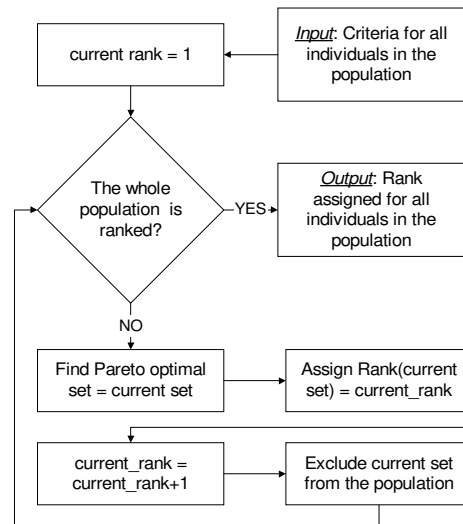 current rank = 1
Input: Criteria for all
individuals in the
population
The whole
population is
ranked?
YES
Output: Rank
assigned for all
individuals in the
population
NO
Find Pareto optimal
set = current set
Assign Rank(current
set) = current_rank
current_rank =
current_rank+1
Exclude current set
from the population